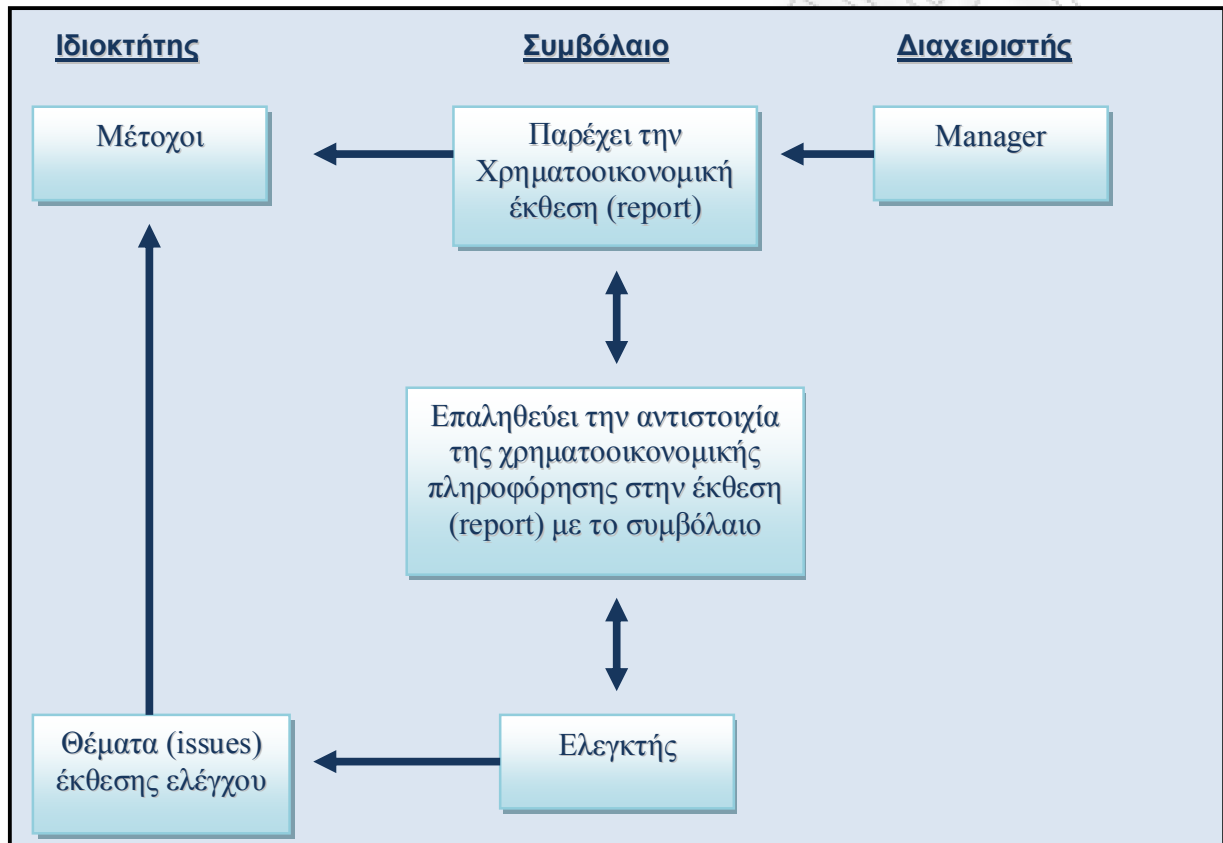 Ιδιοκτήτης
Συμβόλαιο
Διαχειριστής
Μέτοχοι
Παρέχει την
Χρηματοοικονομική
έκθεση (report)
Manager
Επαληθεύει την αντιστοιχία
της χρηματοοικονομικής
πληροφόρησης στην έκθεση
(report) με το συμβόλαιο
Θέματα (issues)
έκθεσης ελέγχου
Ελεγκτής